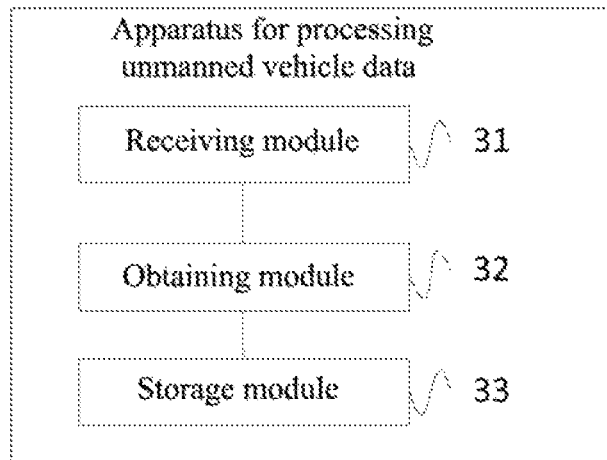 Apparatus for processing
unmanned vehicle data
Receiving module
31
Obtaining module
32
Storage module
33